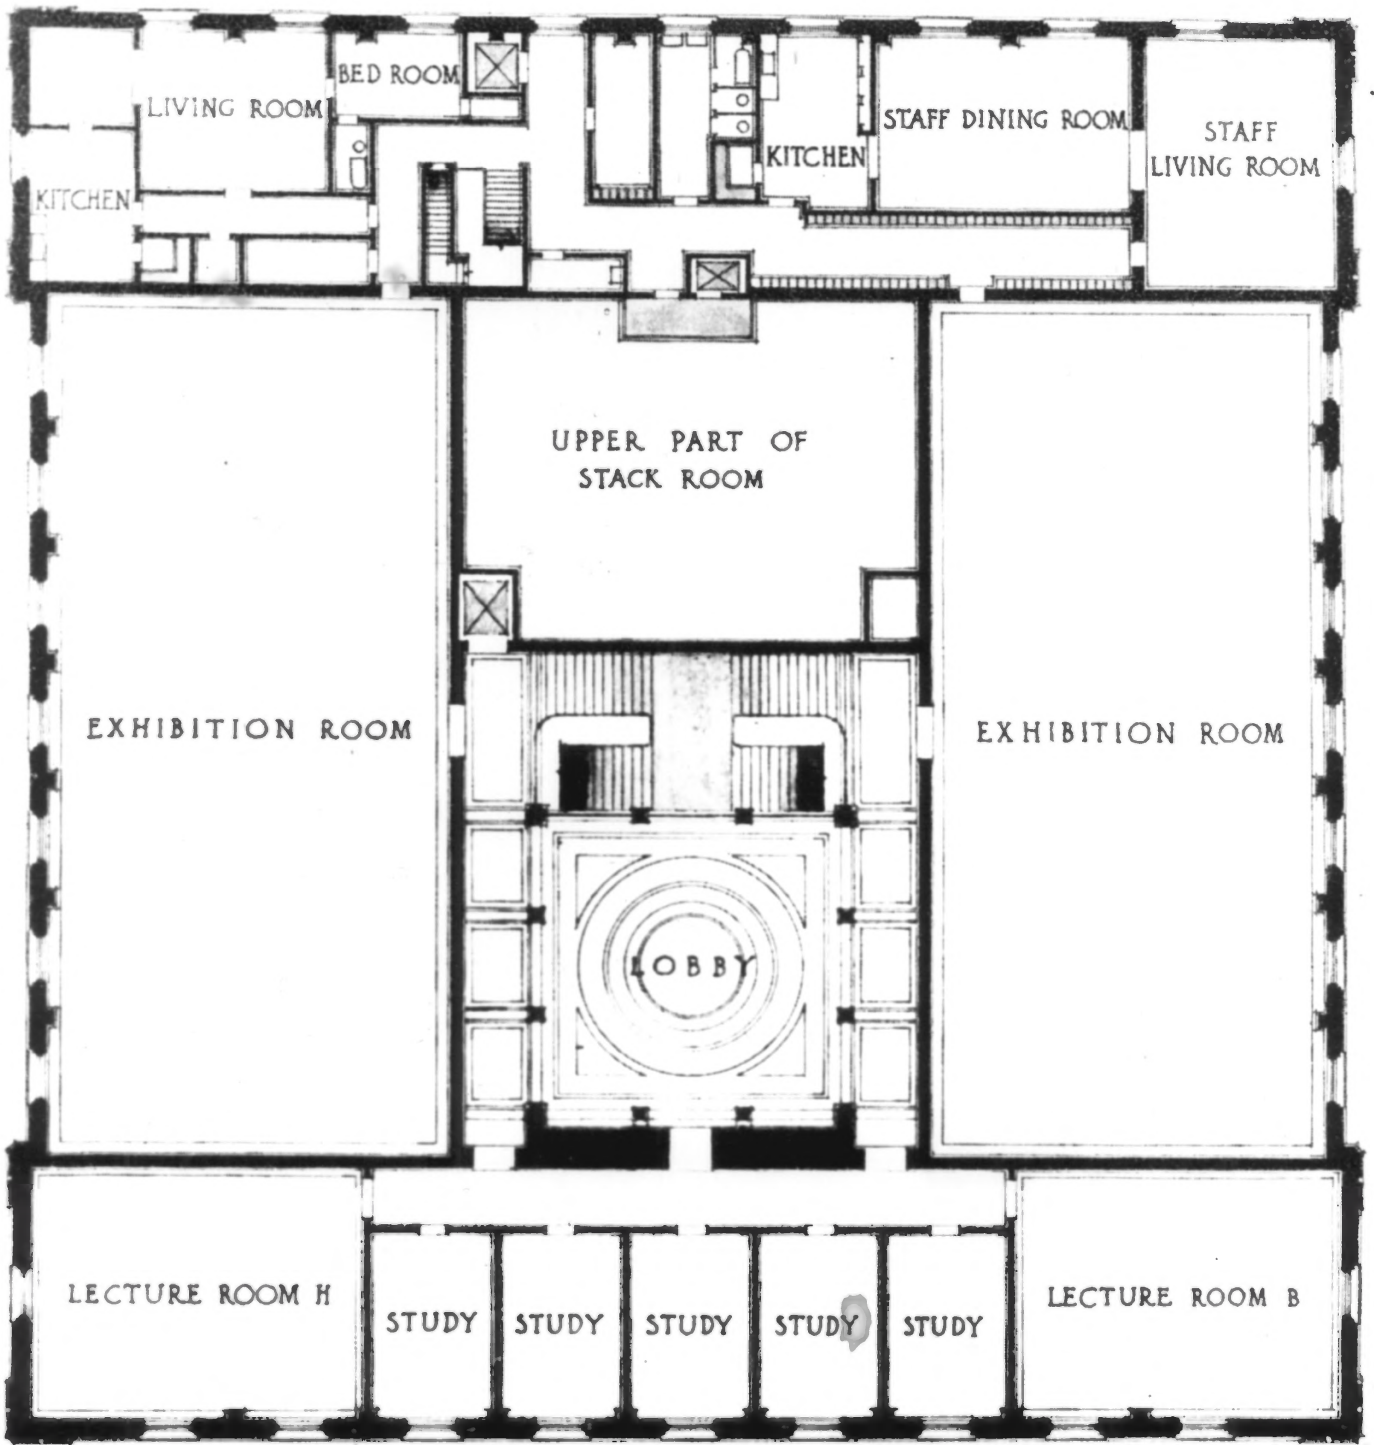 BED ROOM
LIVING ROOM
KITCHEN
KITCHEN
STAFF DINING ROOM
STAFF
LIVING ROOM
UPPER PART OF
STACK ROOM
EXHIBITION ROOM
EXHIBITION ROOM
LOBBY
LECTURE ROOM H
STUDY
STUDY
STUDY
STUDY
STUDY
LECTURE ROOM B